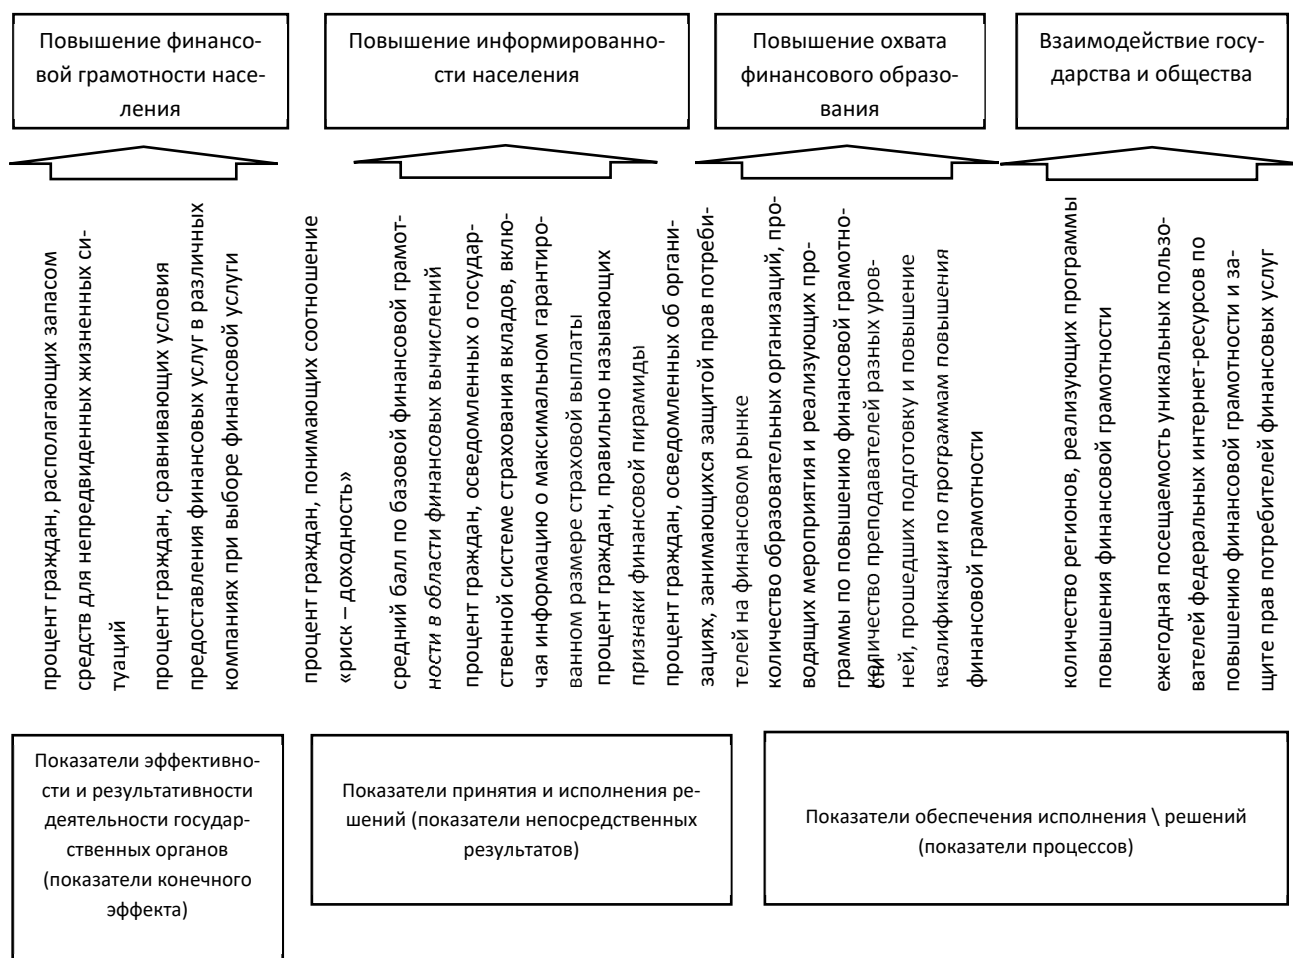 Повышение финансо-
вой грамотности насе-
ления
Повышение информированно-
сти населения
Повышение охвата
финансового образо-
вания
Взаимодействие госу-
дарства и общества
процент граждан, располагающих запасом
средств для непредвиденных жизненных си-
туаций
процент граждан, сравнивающих условия
предоставления финансовых услуг в различных
компаниях при выборе финансовой услуги
процент граждан, понимающих соотношение
«риск – доходность»
средний балл по базовой финансовой грамот-
ности в области финансовых вычислений
процент граждан, осведомленных о государ-
ственной системе страхования вкладов, вклю-
чая информацию о максимальном гарантиро-
ванном размере страховой выплаты
процент граждан, правильно называющих
признаки финансовой пирамиды
процент граждан, осведомленных об органи-
зациях, занимающихся защитой прав потреби-
телей на финансовом рынке
количество образовательных организаций, про-
водящих мероприятия и реализующих про-
граммы по повышению финансовой грамотно-
сти
количество преподавателей разных уров-
ней, прошедших подготовку и повышение
квалификации по программам повышения
финансовой грамотности
количество регионов, реализующих программы
повышения финансовой грамотности
ежегодная посещаемость уникальных пользо-
вателей федеральных интернет-ресурсов по
повышению финансовой грамотности и за-
щите прав потребителей финансовых услуг
Показатели эффективно-
сти и результативности
деятельности государ-
ственных органов
(показатели конечного
эффекта)
Показатели принятия и исполнения ре-
шений (показатели непосредственных
результатов)
Показатели обеспечения исполнения \ решений
(показатели процессов)